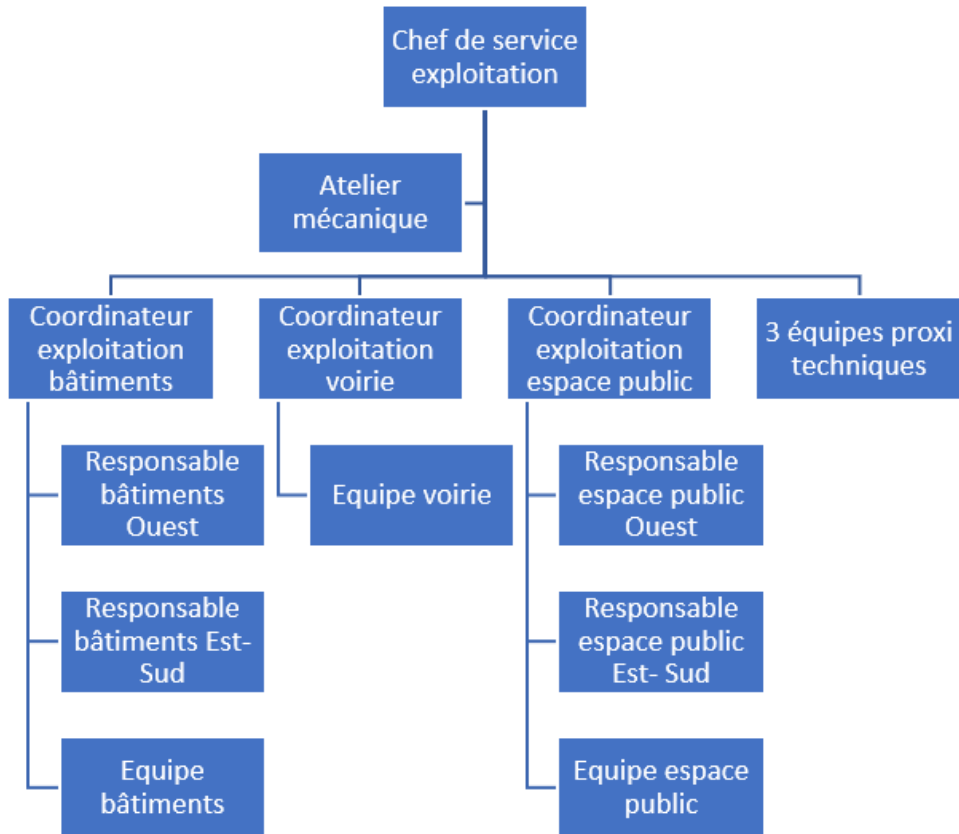 Chef de service
exploitation
Atelier
mécanique
Coordinateur
exploitation
bâtiments
Coordinateur
exploitation
voirie
Coordinateur
exploitation
espace public
3 équipes proxi
techniques
Responsable
bâtiments
Ouest
Equipe voirie
Responsable
espace public
Ouest
Responsable
bâtiments Est-
Sud
Responsable
espace public
Est- Sud
Equipe
bâtiments
Equipe espace
public